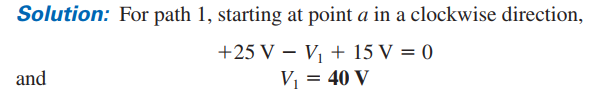 Solution: For path 1, starting at point a in a clockwise direction,
+25 V − V₁ + 15 V = 0
and V₁ = 40 V